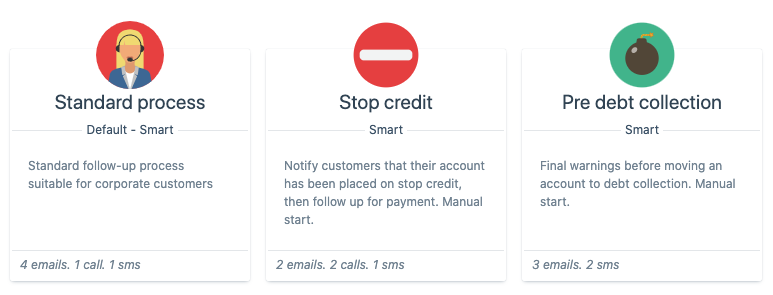 Standard process
Default - Smart
Standard follow-up process
suitable for corporate customers
4 emails. 1 call. 1 sms
Stop credit
Smart
Notify customers that their account
has been placed on stop credit,
then follow up for payment. Manual
start.
2 emails. 2 calls. 1 sms
Pre debt collection
Smart
Final warnings before moving an
account to debt collection. Manual
start.
3 emails. 2 sms